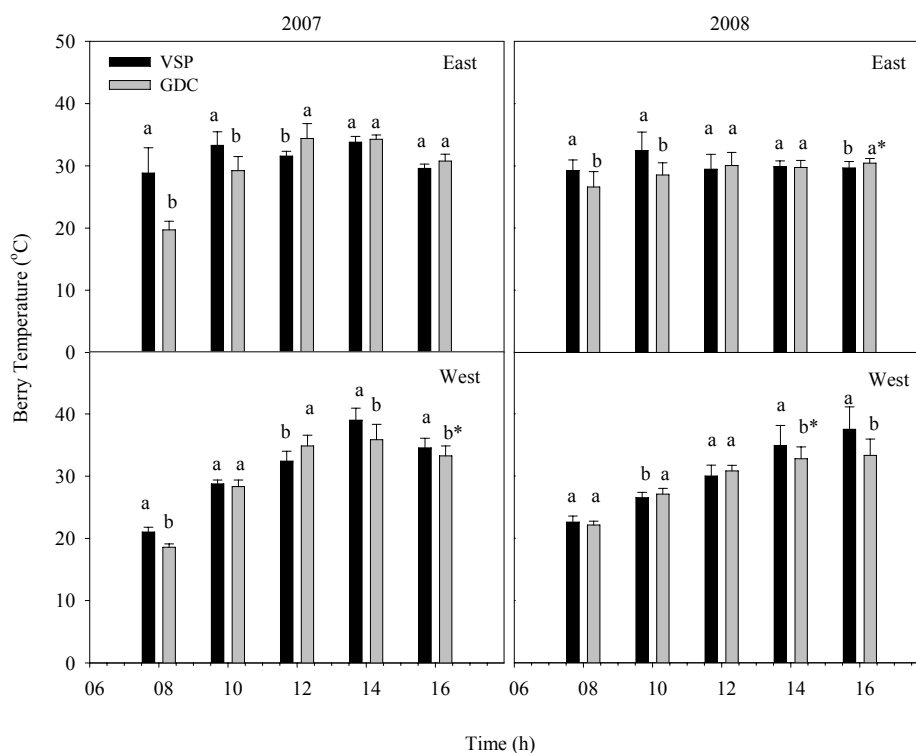 2007 2008
50 East East
VSP
GDC
40
30
20
10
0
a b a b b a a a a a
a b a b a a a a b a*
West West
40
30
20
10
0
a b a a b a a b a b*
a a b a a a a b* a b
06 08 10 12 14 16 06 08 10 12 14 16
Berry Temperature (°C)
Time (h)